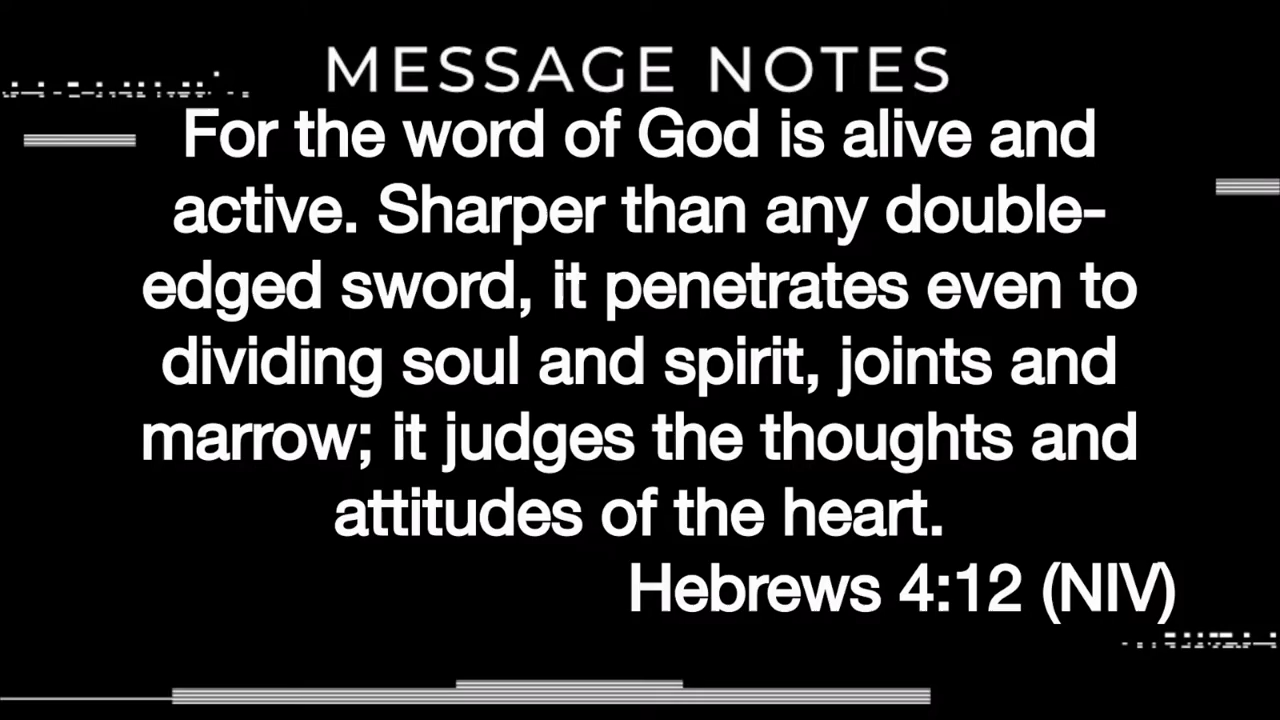 MESSAGE NOTES
For the word of God is alive and
active. Sharper than any double-
edged sword, it penetrates even to
dividing soul and spirit, joints and
marrow; it judges the thoughts and
attitudes of the heart.
Hebrews 4:12 (NIV)